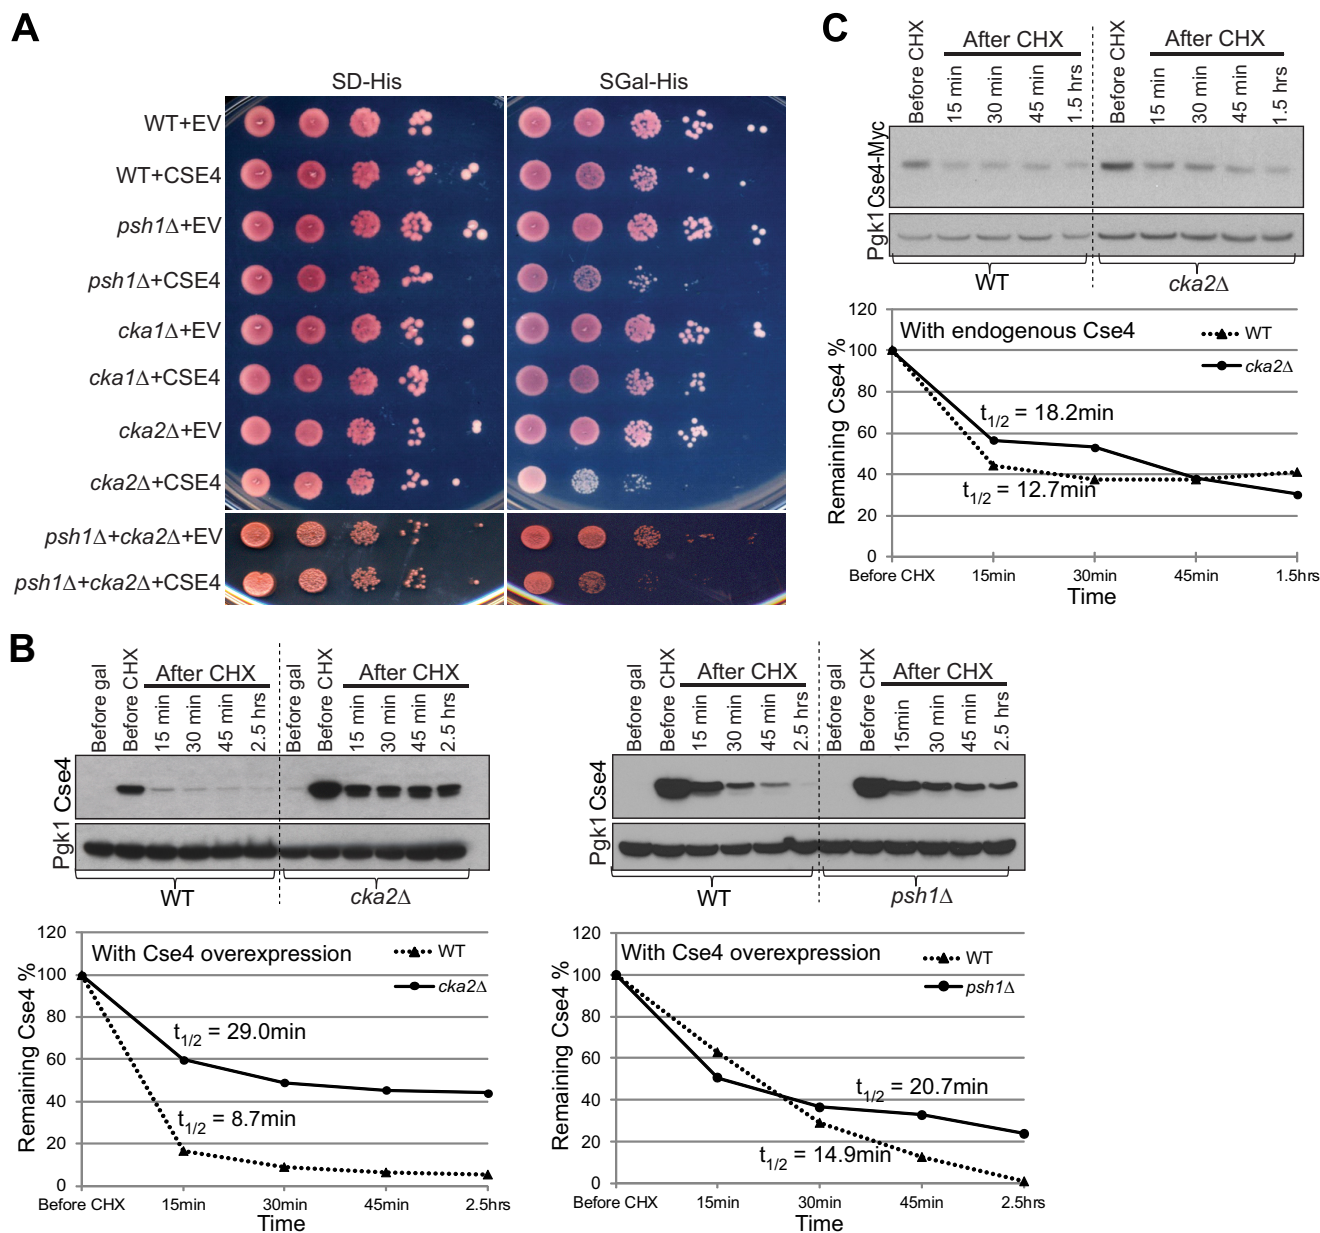 A
SD-His
SGal-His
WT+EV
WT+CSE4
psh1Δ+EV
psh1Δ+CSE4
cka1Δ+EV
cka1Δ+CSE4
cka2Δ+EV
cka2Δ+CSE4
psh1Δ+cka2Δ+EV
psh1Δ+cka2Δ+CSE4
C
Before CHX
After CHX
15 min
30 min
45 min
1.5 hrs
Before CHX
After CHX
15 min
30 min
45 min
1.5 hrs
Cse4-Myc
Pgk1
WT
cka2Δ
With endogenous Cse4
WT
cka2Δ
Remaining Cse4 %
120
100
80
60
40
20
0
t1/2 = 18.2min
t1/2 = 12.7min
Before CHX
15min
30min
45min
1.5hrs
Time
B
Before gal
Before CHX
After CHX
15 min
30 min
45 min
2.5 hrs
Before gal
Before CHX
After CHX
15 min
30 min
45 min
2.5 hrs
Cse4
Pgk1
WT
cka2Δ
With Cse4 overexpression
WT
cka2Δ
Remaining Cse4 %
120
100
80
60
40
20
0
t1/2 = 29.0min
t1/2 = 8.7min
Before CHX
15min
30min
45min
2.5hrs
Time
Before gal
Before CHX
After CHX
15 min
30 min
45 min
2.5 hrs
Before gal
Before CHX
After CHX
15min
30 min
45 min
2.5 hrs
Cse4
Pgk1
WT
psh1Δ
With Cse4 overexpression
WT
psh1Δ
Remaining Cse4 %
120
100
80
60
40
20
0
t1/2 = 20.7min
t1/2 = 14.9min
Before CHX
15min
30min
45min
2.5hrs
Time